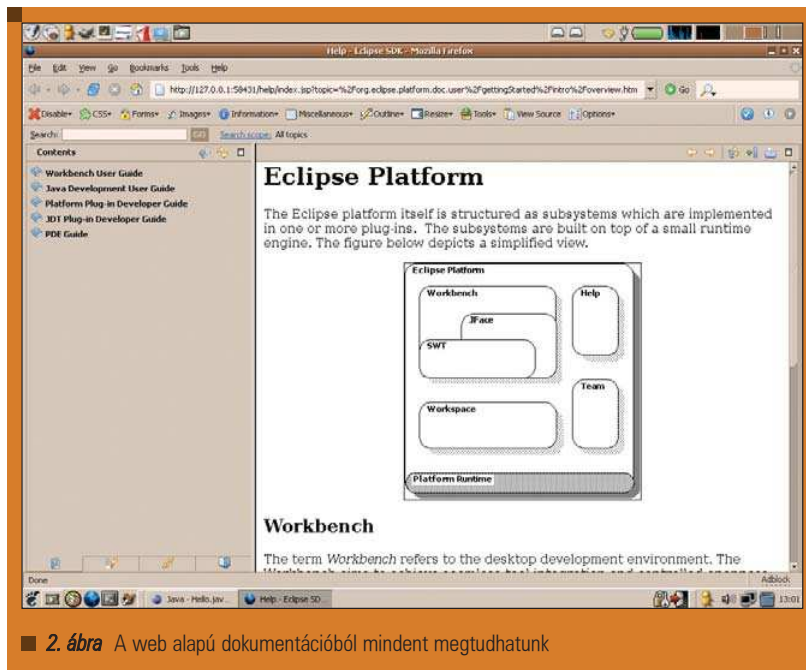 Help - Eclipse SDK - Mozilla Firefox
File Edit View Go Bookmarks Tools Help
http://127.0.0.1:58431/help/index.jsp?topic=%2Forg.eclipse.platform.doc.user%2FgettingStarted%2Fintro%2Foverview.htm Go
Disable CSS Forms Images Information Miscellaneous Outline Resize Tools View Source Options
Search: GO Search scope: All topics
Contents
Workbench User Guide
Java Development User Guide
Platform Plug-in Developer Guide
JDT Plug-in Developer Guide
PDE Guide
Eclipse Platform
The Eclipse platform itself is structured as subsystems which are implemented
in one or more plug-ins. The subsystems are built on top of a small runtime
engine. The figure below depicts a simplified view.
Eclipse Platform
Workbench
Help
JFace
SWT
Team
Workspace
Platform Runtime
Workbench
The term Workbench refers to the desktop development environment. The
Done
Adblock
Java - Hello.jav...
Help - Eclipse SD...
13:01
2. ábra A web alapú dokumentációból mindent megtudhatunk